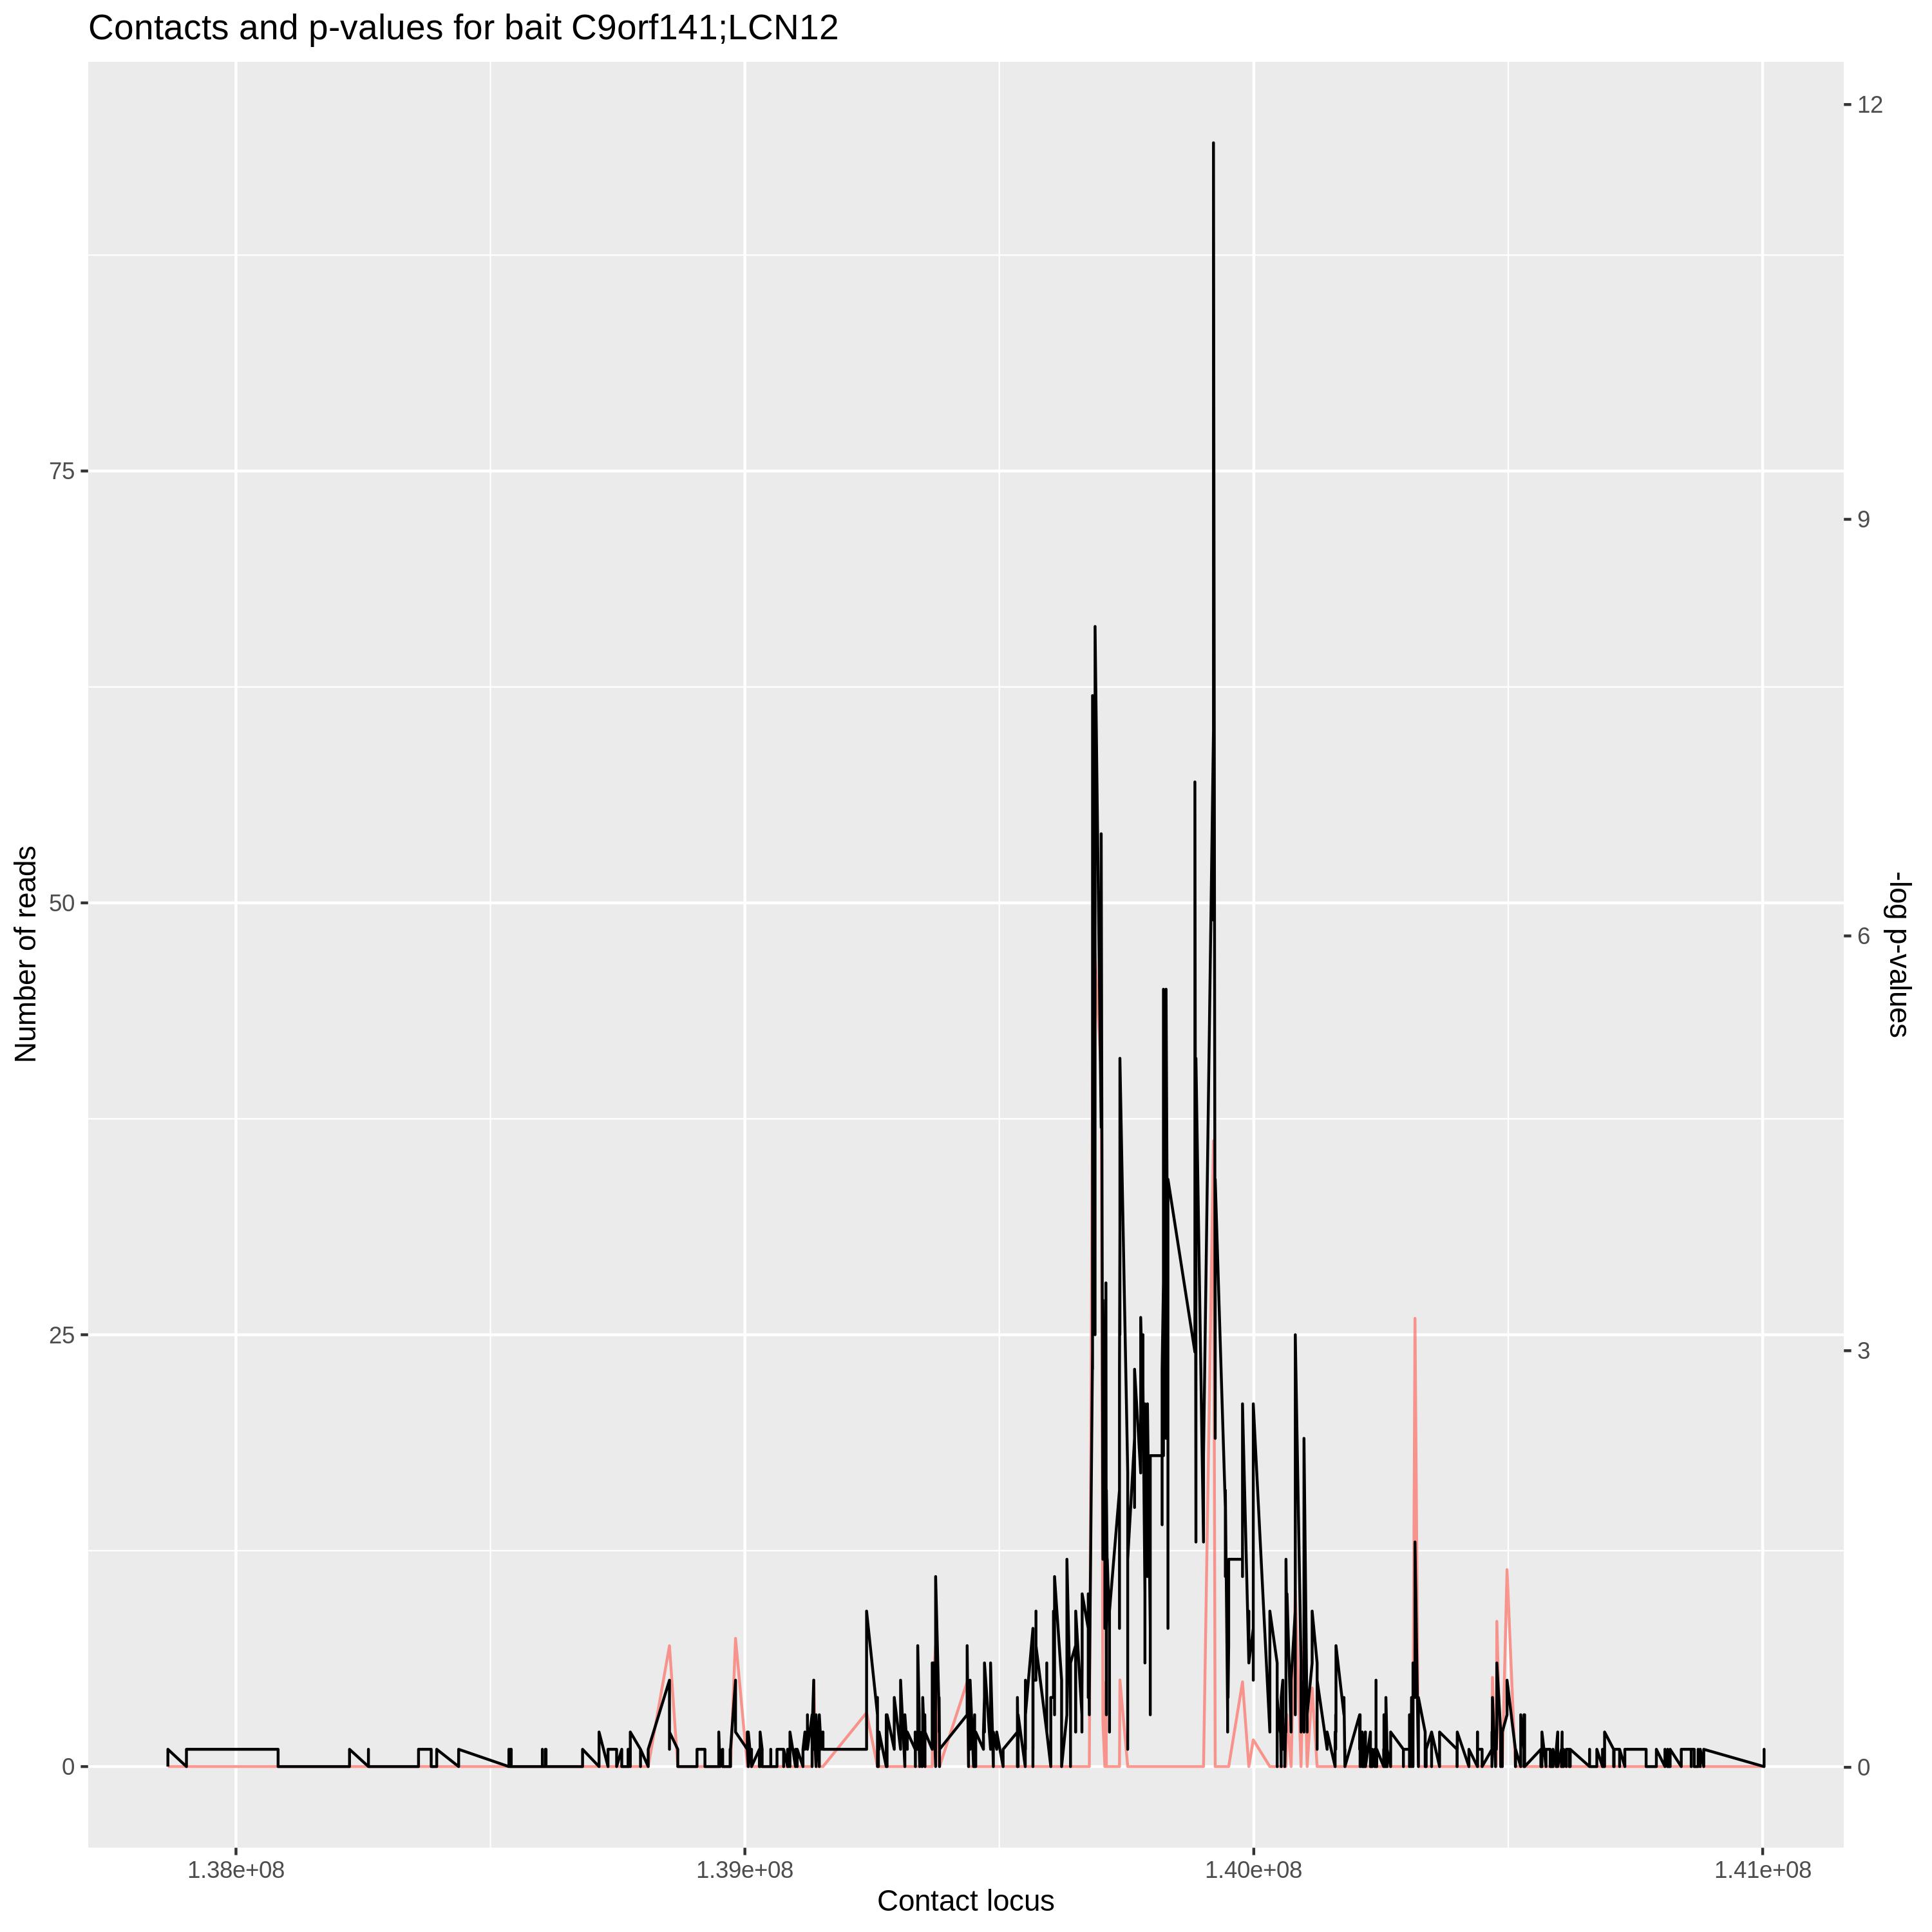 Contacts and p-values for bait C9orf141;LCN12
12
75
9
50
6
25
3
0
0
Number of reads
-log p-values
1.38e+08
1.39e+08
1.40e+08
1.41e+08
Contact locus